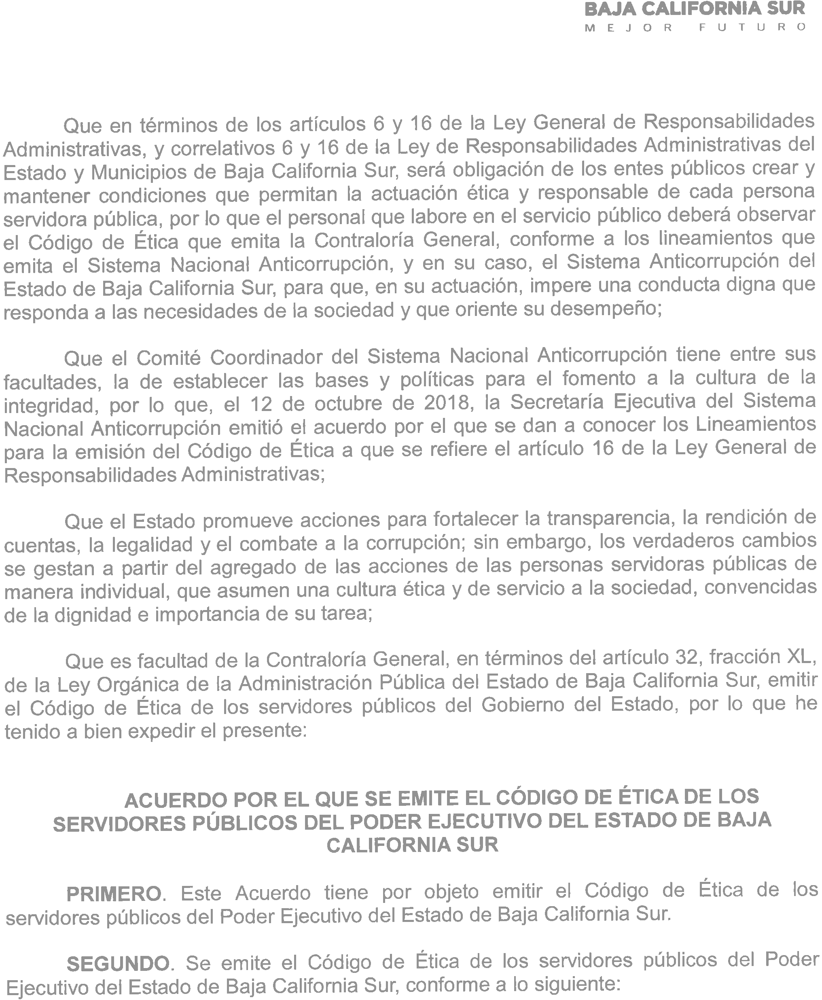 BAJA CALIFORNIA SUR
MEJOR FUTURO
Que en términos de los artículos 6 y 16 de la Ley General de Responsabilidades
Administrativas, y correlativos 6 y 16 de la Ley de Responsabilidades Administrativas del
Estado y Municipios de Baja California Sur, será obligación de los entes públicos crear y
mantener condiciones que permitan la actuación ética y responsable de cada persona
servidora pública, por lo que el personal que labore en el servicio público deberá observar
el Código de Ética que emita la Contraloría General, conforme a los lineamientos que
emita el Sistema Nacional Anticorrupción, y en su caso, el Sistema Anticorrupción del
Estado de Baja California Sur, para que, en su actuación, impere una conducta digna que
responda a las necesidades de la sociedad y que oriente su desempeño;
Que el Comité Coordinador del Sistema Nacional Anticorrupción tiene entre sus
facultades, la de establecer las bases y políticas para el fomento a la cultura de la
integridad, por lo que, el 12 de octubre de 2018, la Secretaría Ejecutiva del Sistema
Nacional Anticorrupción emitió el acuerdo por el que se dan a conocer los Lineamientos
para la emisión del Código de Ética a que se refiere el artículo 16 de la Ley General de
Responsabilidades Administrativas;
Que el Estado promueve acciones para fortalecer la transparencia, la rendición de
cuentas, la legalidad y el combate a la corrupción; sin embargo, los verdaderos cambios
se gestan a partir del agregado de las acciones de las personas servidoras públicas de
manera individual, que asumen una cultura ética y de servicio a la sociedad, convencidas
de la dignidad e importancia de su tarea;
Que es facultad de la Contraloría General, en términos del artículo 32, fracción XL,
de la Ley Orgánica de la Administración Pública del Estado de Baja California Sur, emitir
el Código de Ética de los servidores públicos del Gobierno del Estado, por lo que he
tenido a bien expedir el presente:
ACUERDO POR EL QUE SE EMITE EL CÓDIGO DE ÉTICA DE LOS
SERVIDORES PÚBLICOS DEL PODER EJECUTIVO DEL ESTADO DE BAJA
CALIFORNIA SUR
PRIMERO. Este Acuerdo tiene por objeto emitir el Código de Ética de los
servidores públicos del Poder Ejecutivo del Estado de Baja California Sur.
SEGUNDO. Se emite el Código de Ética de los servidores públicos del Poder
Ejecutivo del Estado de Baja California Sur, conforme a lo siguiente: